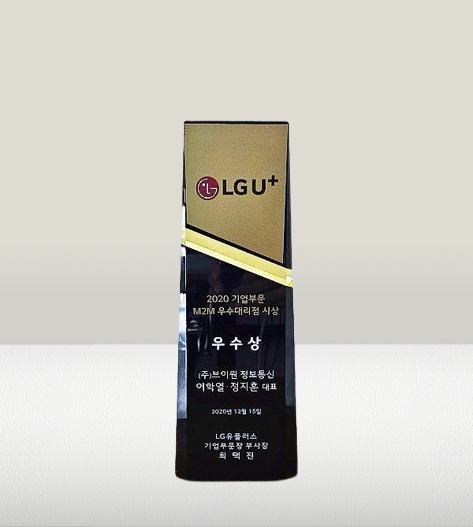 LG U+
2020 기업부문
M2M 우수대리점 시상
우수상
(주)브이원 정보통신
이학열·정지훈 대표
2020년 12월 15일
LG유플러스
기업부문장 부사장
최택진